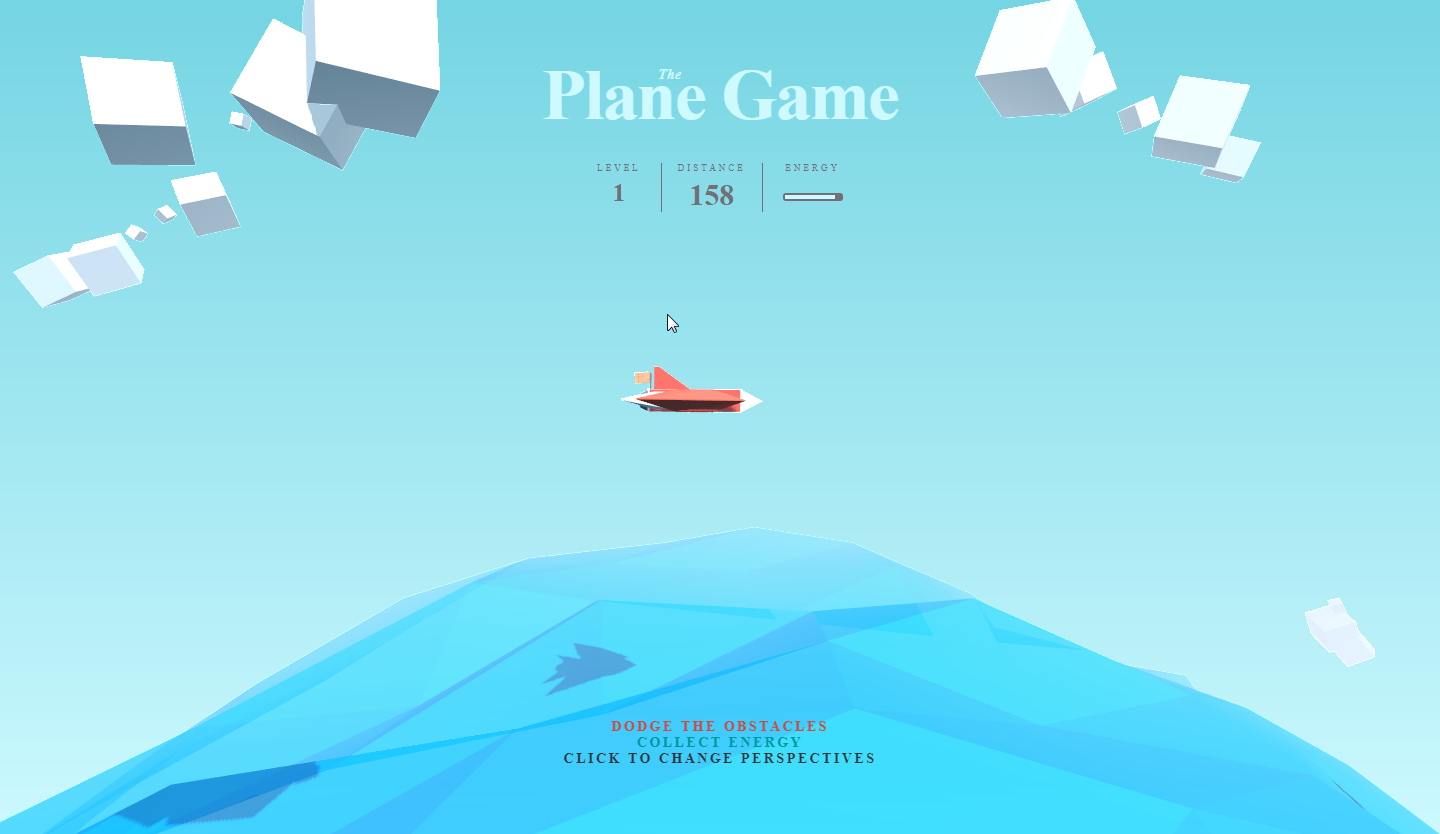 The
Plane Game
LEVEL DISTANCE ENERGY
1 158
DODGE THE OBSTACLES
COLLECT ENERGY
CLICK TO CHANGE PERSPECTIVES